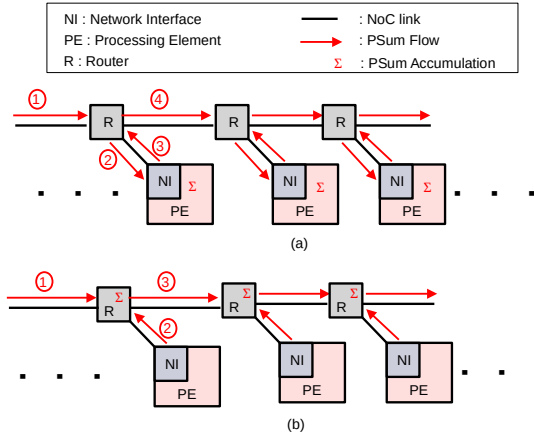 NI : Network Interface : NoC link
PE : Processing Element : PSum Flow
R : Router Σ : PSum Accumulation
1 4
R R R
2 3
NI Σ NI Σ NI Σ
PE PE PE
. . . . . .
(a)
1 3
Σ Σ Σ
R R R
2
NI NI NI
PE PE PE
. . . . .
(b)